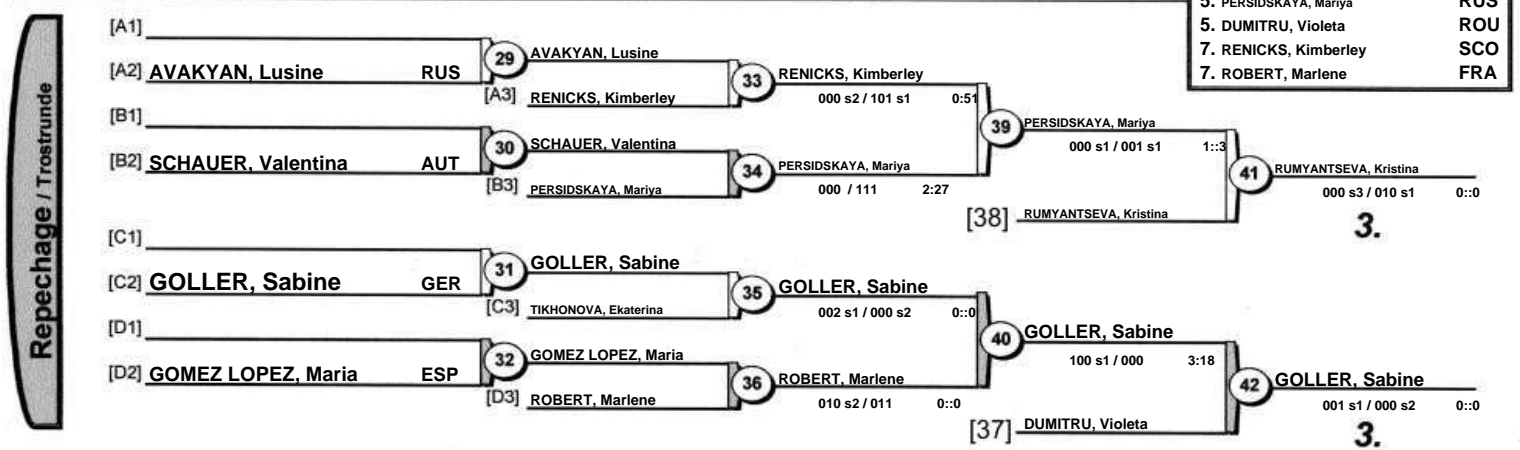 5. PERSIDSKAYA, Mariya RUS
5. DUMITRU, Violeta ROU
7. RENICKS, Kimberley SCO
7. ROBERT, Marlene FRA
Repechage / Trostrunde
[A1]
[A2] AVAKYAN, Lusine RUS
29
AVAKYAN, Lusine
[A3] RENICKS, Kimberley
33
RENICKS, Kimberley
000 s2 / 101 s1 0:51
[B1]
[B2] SCHAUER, Valentina AUT
30
SCHAUER, Valentina
[B3] PERSIDSKAYA, Mariya
34
PERSIDSKAYA, Mariya
000 / 111 2:27
39
PERSIDSKAYA, Mariya
000 s1 / 001 s1 1::3
[38] RUMYANTSEVA, Kristina
41
RUMYANTSEVA, Kristina
000 s3 / 010 s1 0::0
3.
[C1]
[C2] GOLLER, Sabine GER
31
GOLLER, Sabine
[C3] TIKHONOVA, Ekaterina
35
GOLLER, Sabine
002 s1 / 000 s2 0::0
[D1]
[D2] GOMEZ LOPEZ, Maria ESP
32
GOMEZ LOPEZ, Maria
[D3] ROBERT, Marlene
36
ROBERT, Marlene
010 s2 / 011 0::0
40
GOLLER, Sabine
100 s1 / 000 3:18
[37] DUMITRU, Violeta
42
GOLLER, Sabine
001 s1 / 000 s2 0::0
3.